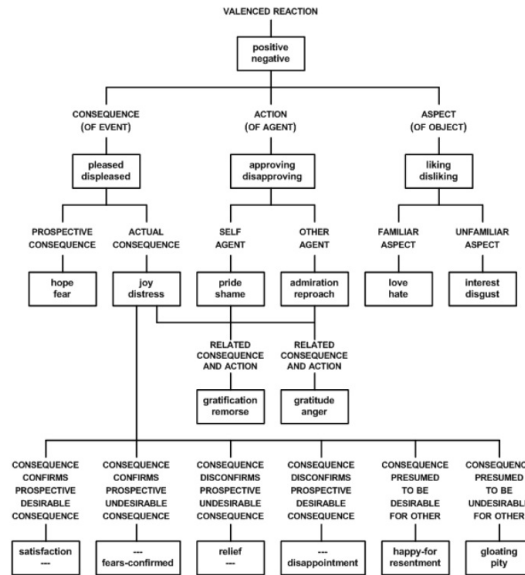 VALENCED REACTION
positive
negative
CONSEQUENCE
(OF EVENT)
ACTION
(OF AGENT)
ASPECT
(OF OBJECT)
pleased
displeased
approving
disapproving
liking
disliking
PROSPECTIVE
CONSEQUENCE
ACTUAL
CONSEQUENCE
SELF
AGENT
OTHER
AGENT
FAMILIAR
ASPECT
UNFAMILIAR
ASPECT
hope
fear
joy
distress
pride
shame
admiration
reproach
love
hate
interest
disgust
RELATED
CONSEQUENCE
AND ACTION
RELATED
CONSEQUENCE
AND ACTION
gratification
remorse
gratitude
anger
CONSEQUENCE
CONFIRMS
PROSPECTIVE
DESIRABLE
CONSEQUENCE
CONSEQUENCE
CONFIRMS
PROSPECTIVE
UNDESIRABLE
CONSEQUENCE
CONSEQUENCE
DISCONFIRMS
PROSPECTIVE
UNDESIRABLE
CONSEQUENCE
CONSEQUENCE
DISCONFIRMS
PROSPECTIVE
DESIRABLE
CONSEQUENCE
CONSEQUENCE
PRESUMED
TO BE
DESIRABLE
FOR OTHER
CONSEQUENC
PRESUMED
TO BE
UNDESIRABLE
FOR OTHER
satisfaction
---
---
fears-confirmed
relief
---
---
disappointment
happy-for
resentment
gloating
pity